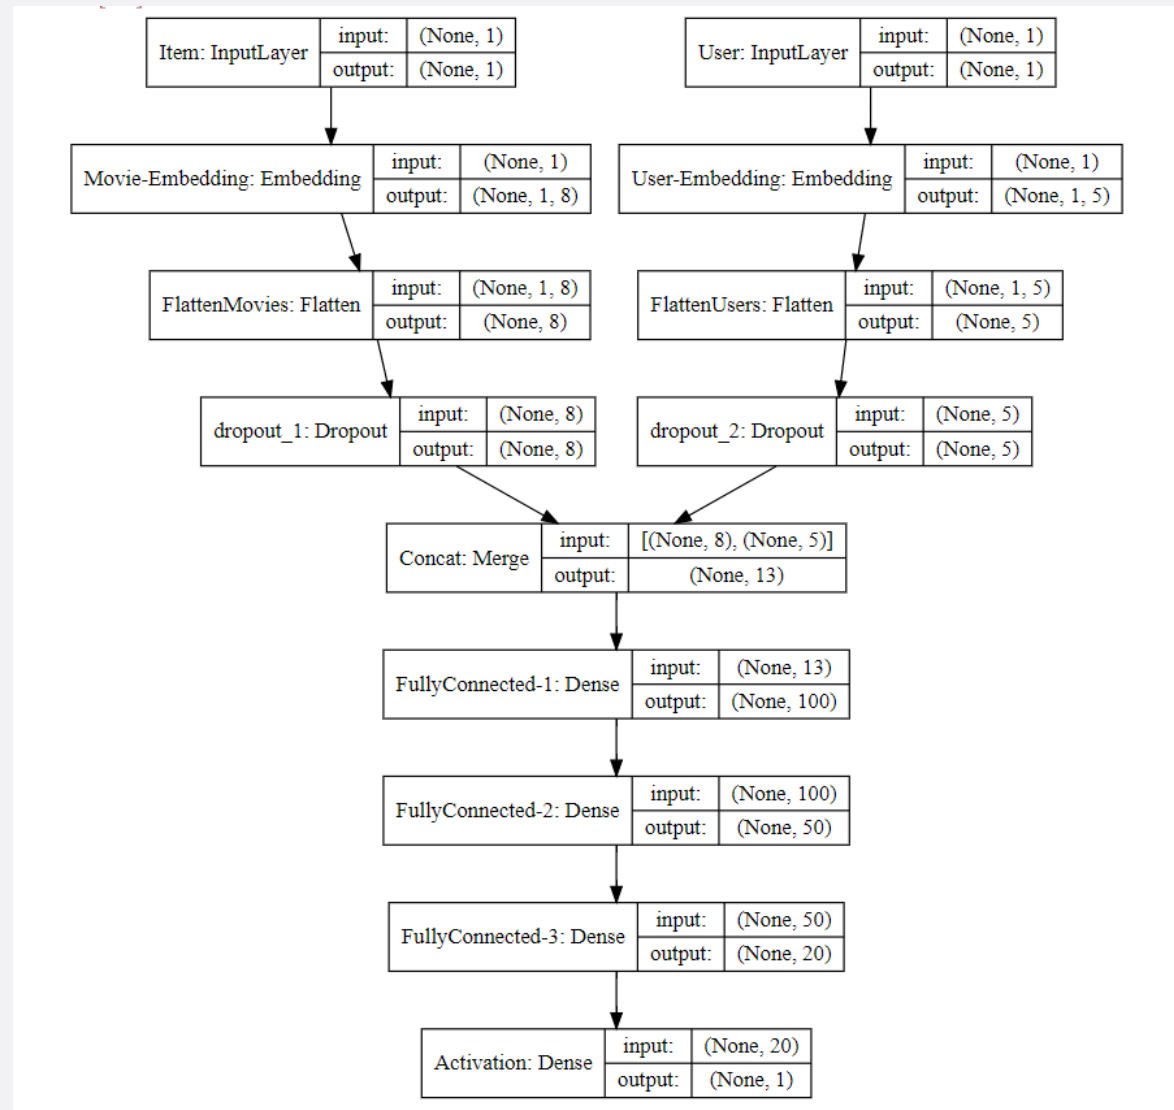 Item: InputLayer
input: (None, 1)
output: (None, 1)
User: InputLayer
input: (None, 1)
output: (None, 1)
Movie-Embedding: Embedding
input: (None, 1)
output: (None, 1, 8)
User-Embedding: Embedding
input: (None, 1)
output: (None, 1, 5)
FlattenMovies: Flatten
input: (None, 1, 8)
output: (None, 8)
FlattenUsers: Flatten
input: (None, 1, 5)
output: (None, 5)
dropout_1: Dropout
input: (None, 8)
output: (None, 8)
dropout_2: Dropout
input: (None, 5)
output: (None, 5)
Concat: Merge
input: [(None, 8), (None, 5)]
output: (None, 13)
FullyConnected-1: Dense
input: (None, 13)
output: (None, 100)
FullyConnected-2: Dense
input: (None, 100)
output: (None, 50)
FullyConnected-3: Dense
input: (None, 50)
output: (None, 20)
Activation: Dense
input: (None, 20)
output: (None, 1)